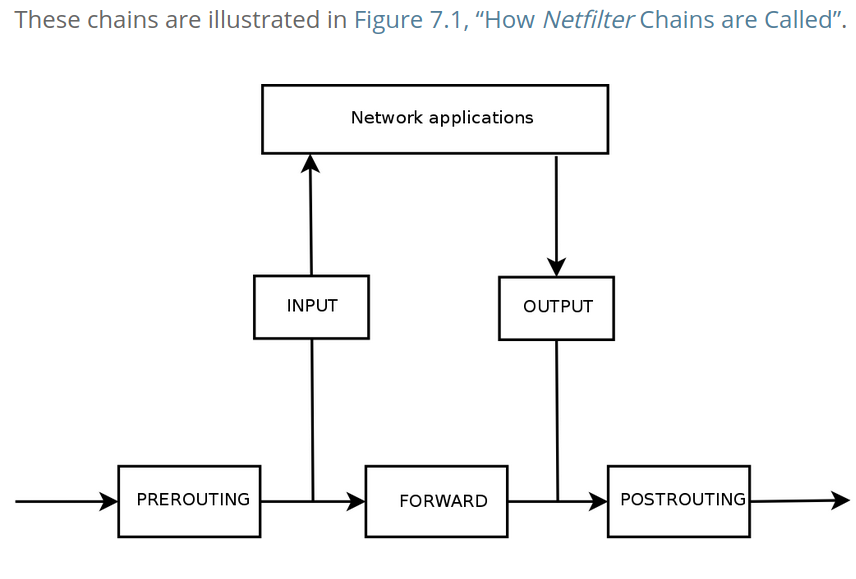 These chains are illustrated in Figure 7.1, “How Netfilter Chains are Called”.
Network applications
INPUT
OUTPUT
PREROUTING
FORWARD
POSTROUTING